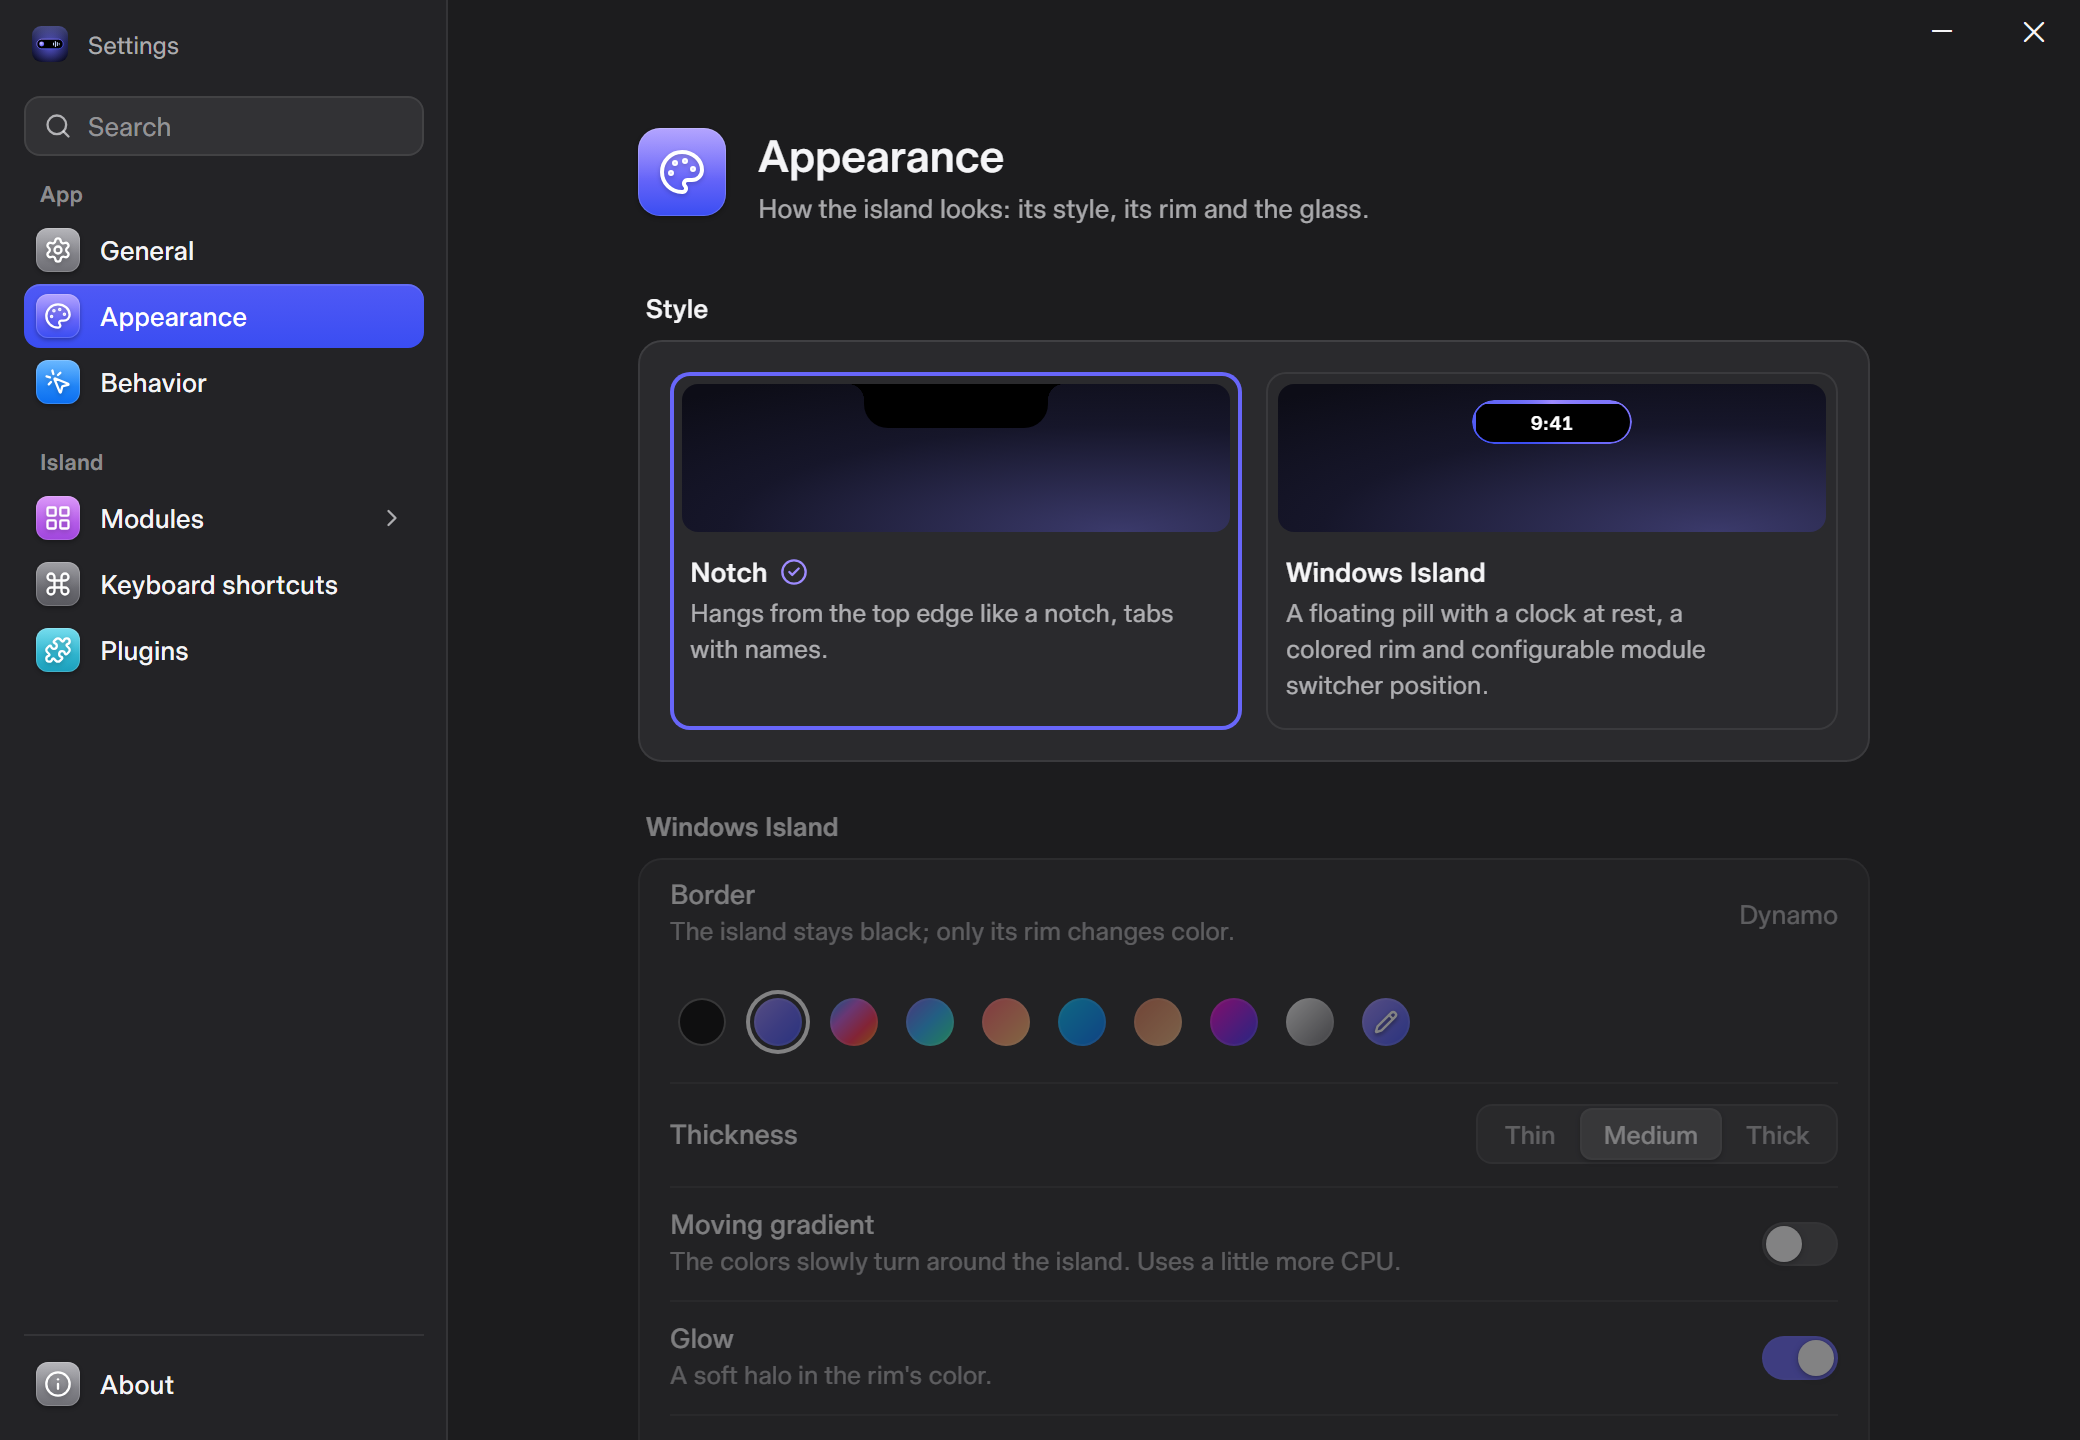 Settings
Search
App
General
Appearance
Behavior
Island
Modules
Keyboard shortcuts
Plugins
About
Appearance
How the island looks: its style, its rim and the glass.
Style
Notch
Hangs from the top edge like a notch, tabs
with names.
9:41
Windows Island
A floating pill with a clock at rest, a
colored rim and configurable module
switcher position.
Windows Island
Border
The island stays black; only its rim changes color.
Dynamo
Thickness
Thin
Medium
Thick
Moving gradient
The colors slowly turn around the island. Uses a little more CPU.
Glow
A soft halo in the rim's color.